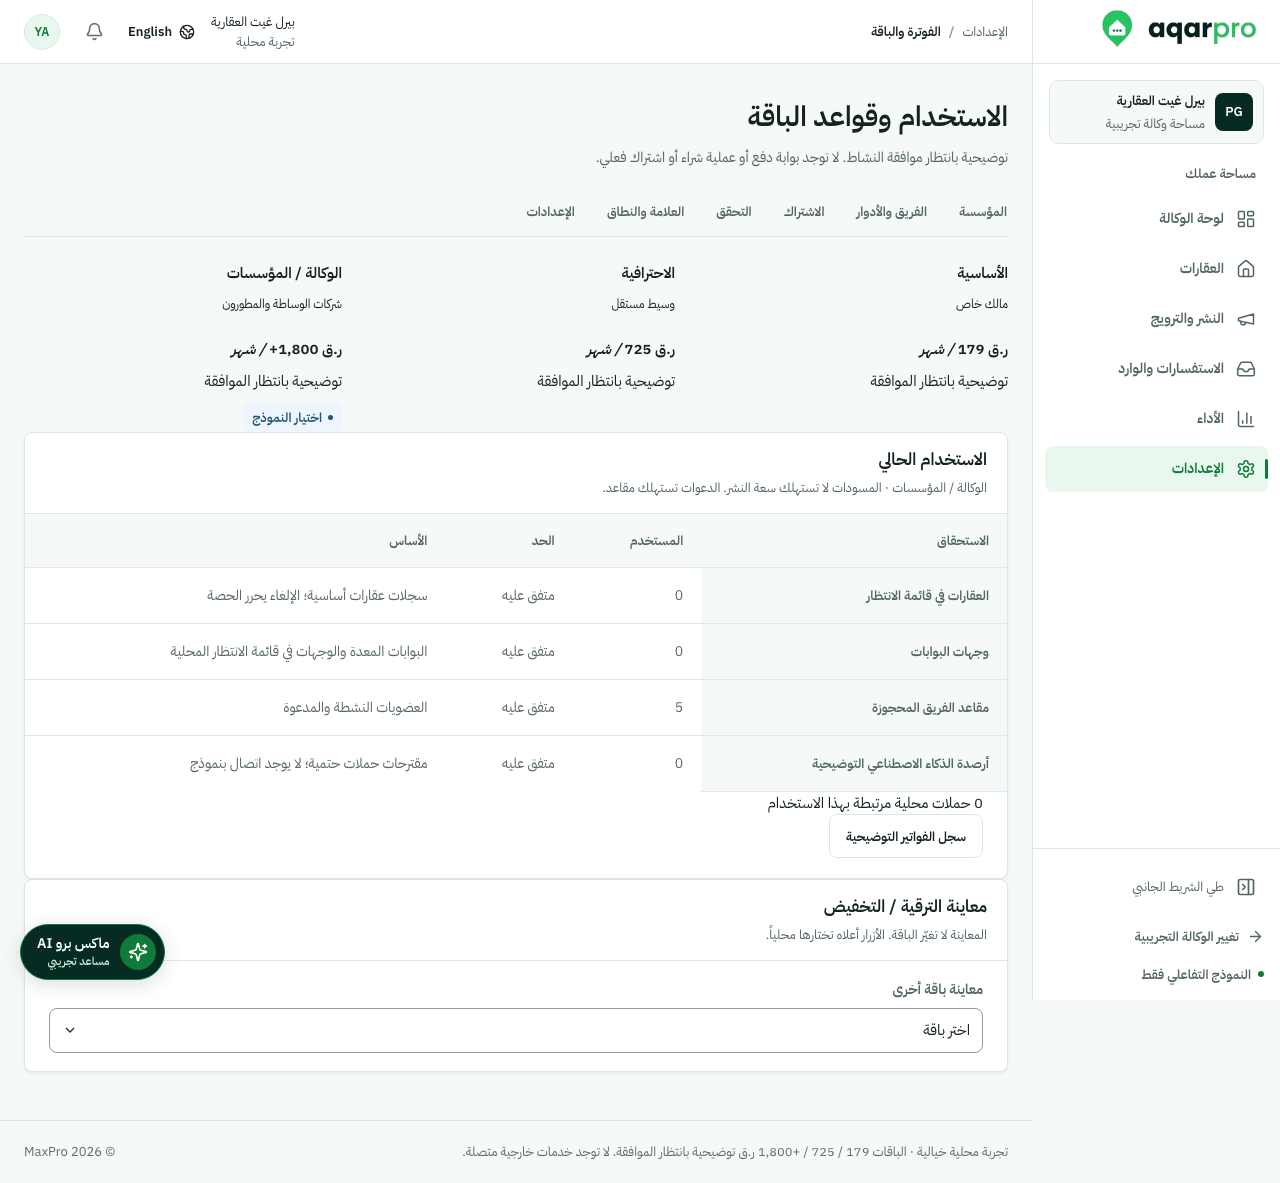 aqarpro
PG
بيرل غيت العقارية
مساحة وكالة تجريبية
مساحة عملك
لوحة الوكالة
العقارات
النشر والترويج
الاستفسارات والوارد
الأداء
الإعدادات
طي الشريط الجانبي
تغيير الوكالة التجريبية
النموذج التفاعلي فقط
الإعدادات / الفوترة والباقة
بيرل غيت العقارية
تجربة محلية
English
YA
الاستخدام وقواعد الباقة
توضيحية بانتظار موافقة النشاط. لا توجد بوابة دفع أو عملية شراء أو اشتراك فعلي.
المؤسسة الفريق والأدوار الاشتراك التحقق العلامة والنطاق الإعدادات
الأساسية
مالك خاص
ر.ق 179 / شهر
توضيحية بانتظار الموافقة
الاحترافية
وسيط مستقل
ر.ق 725 / شهر
توضيحية بانتظار الموافقة
الوكالة / المؤسسات
شركات الوساطة والمطورون
ر.ق 1,800+ / شهر
توضيحية بانتظار الموافقة
اختيار النموذج
الاستخدام الحالي
الوكالة / المؤسسات · المسودات لا تستهلك سعة النشر. الدعوات تستهلك مقاعد.
الاستحقاق المستخدم الحد الأساس
العقارات في قائمة الانتظار 0 متفق عليه سجلات عقارات أساسية؛ الإلغاء يحرر الحصة
وجهات البوابات 0 متفق عليه البوابات المعدة والوجهات في قائمة الانتظار المحلية
مقاعد الفريق المحجوزة 5 متفق عليه العضويات النشطة والمدعوة
أرصدة الذكاء الاصطناعي التوضيحية 0 متفق عليه مقترحات حملات حتمية؛ لا يوجد اتصال بنموذج
0 حملات محلية مرتبطة بهذا الاستخدام
سجل الفواتير التوضيحية
معاينة الترقية / التخفيض
المعاينة لا تغيّر الباقة. الأزرار أعلاه تختارها محلياً.
معاينة باقة أخرى
اختر باقة
ماكس برو AI
مساعد تجريبي
تجربة محلية خيالية · الباقات 179 / 725 / +1,800 ر.ق توضيحية بانتظار الموافقة. لا توجد خدمات خارجية متصلة.
© 2026 MaxPro